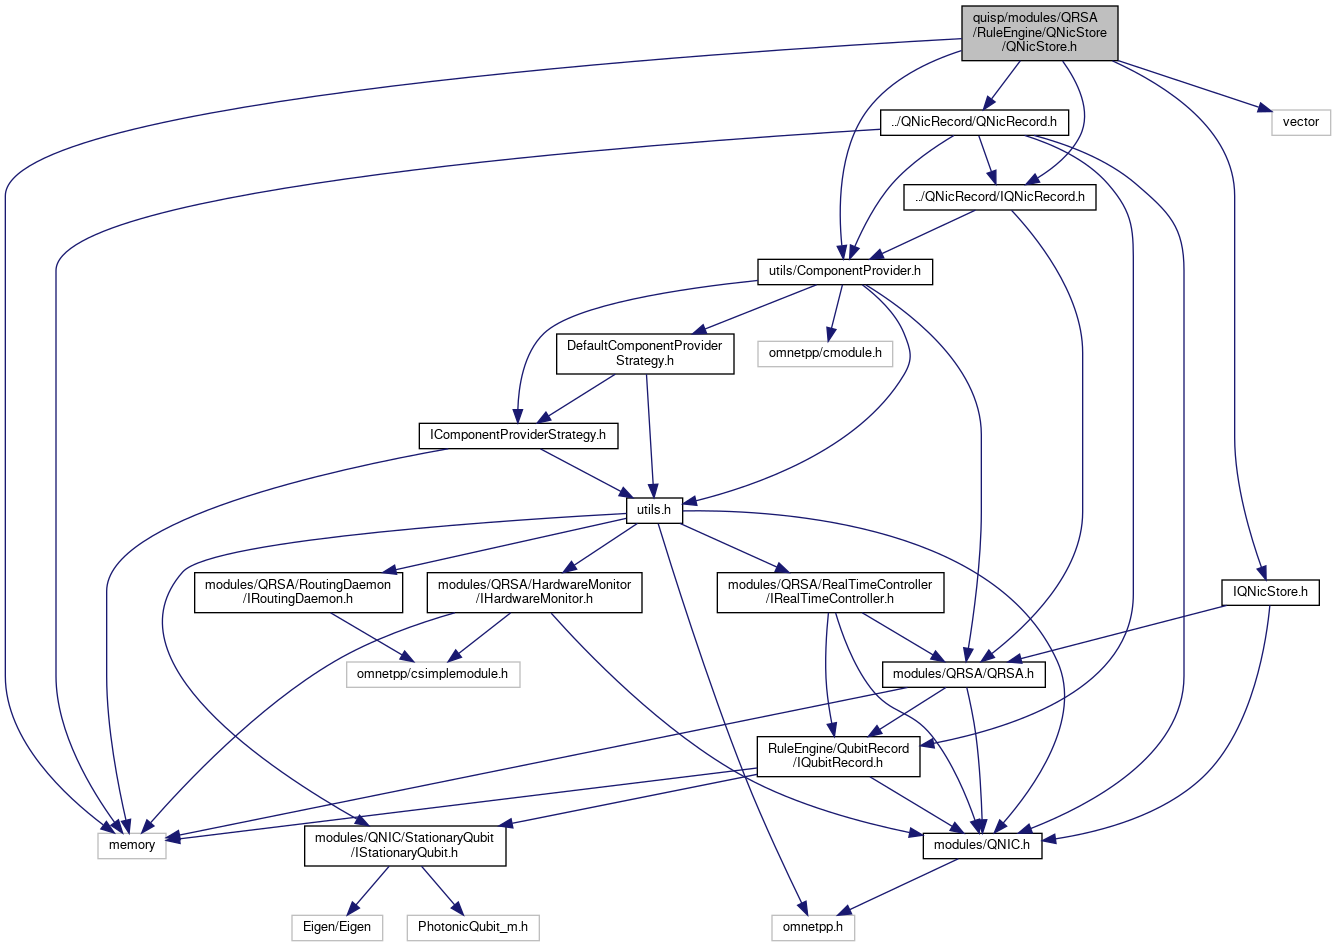 quisp/modules/QRSA
/RuleEngine/QNicStore
/QNicStore.h
../QNicRecord/QNicRecord.h
vector
../QNicRecord/IQNicRecord.h
utils/ComponentProvider.h
DefaultComponentProvider
Strategy.h
omnetpp/cmodule.h
IComponentProviderStrategy.h
utils.h
modules/QRSA/RoutingDaemon
/IRoutingDaemon.h
modules/QRSA/HardwareMonitor
/IHardwareMonitor.h
modules/QRSA/RealTimeController
/IRealTimeController.h
IQNicStore.h
omnetpp/csimplemodule.h
modules/QRSA/QRSA.h
RuleEngine/QubitRecord
/IQubitRecord.h
memory
modules/QNIC/StationaryQubit
/IStationaryQubit.h
modules/QNIC.h
Eigen/Eigen
PhotonicQubit_m.h
omnetpp.h